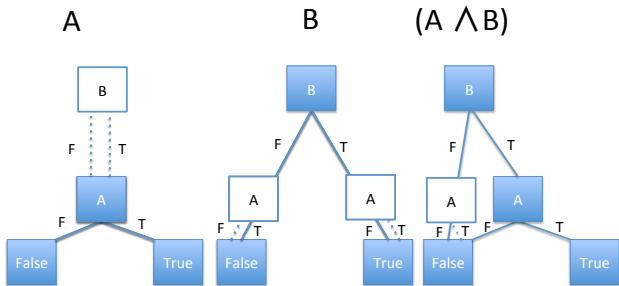 A B (A ∧ B)
B B B
F T F T F T
A A A A A
F T F T F T F T F T
False True False True False True